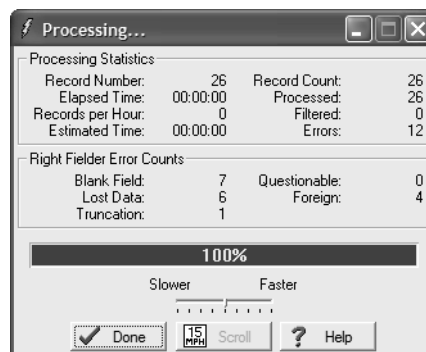 Processing...
Processing Statistics
Record Number: 26 Record Count: 26
Elapsed Time: 00:00:00 Processed: 26
Records per Hour: 0 Filtered: 0
Estimated Time: 00:00:00 Errors: 12
Right Fielder Error Counts
Blank Field: 7 Questionable: 0
Lost Data: 6 Foreign: 4
Truncation: 1
100%
Slower Faster
Done 15 MPH Scroll ? Help